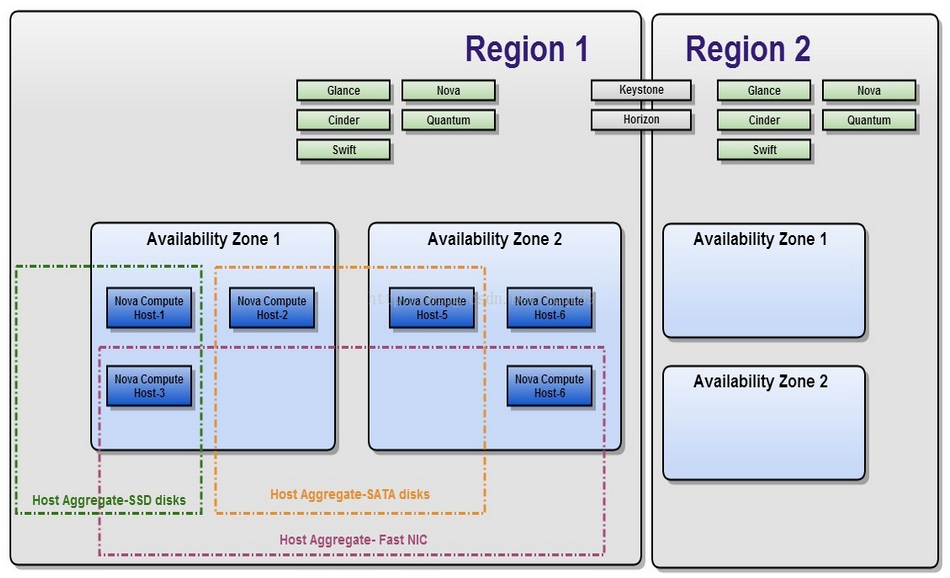 Region 1
Region 2
Glance
Nova
Keystone
Glance
Nova
Cinder
Quantum
Horizon
Cinder
Quantum
Swift
Swift
Availability Zone 1
Availability Zone 2
Availability Zone 1
Nova Compute
Host-1
Nova Compute
Host-2
Nova Compute
Host-5
Nova Compute
Host-6
Nova Compute
Host-3
Nova Compute
Host-6
Availability Zone 2
Host Aggregate-SSD disks
Host Aggregate-SATA disks
Host Aggregate- Fast NIC